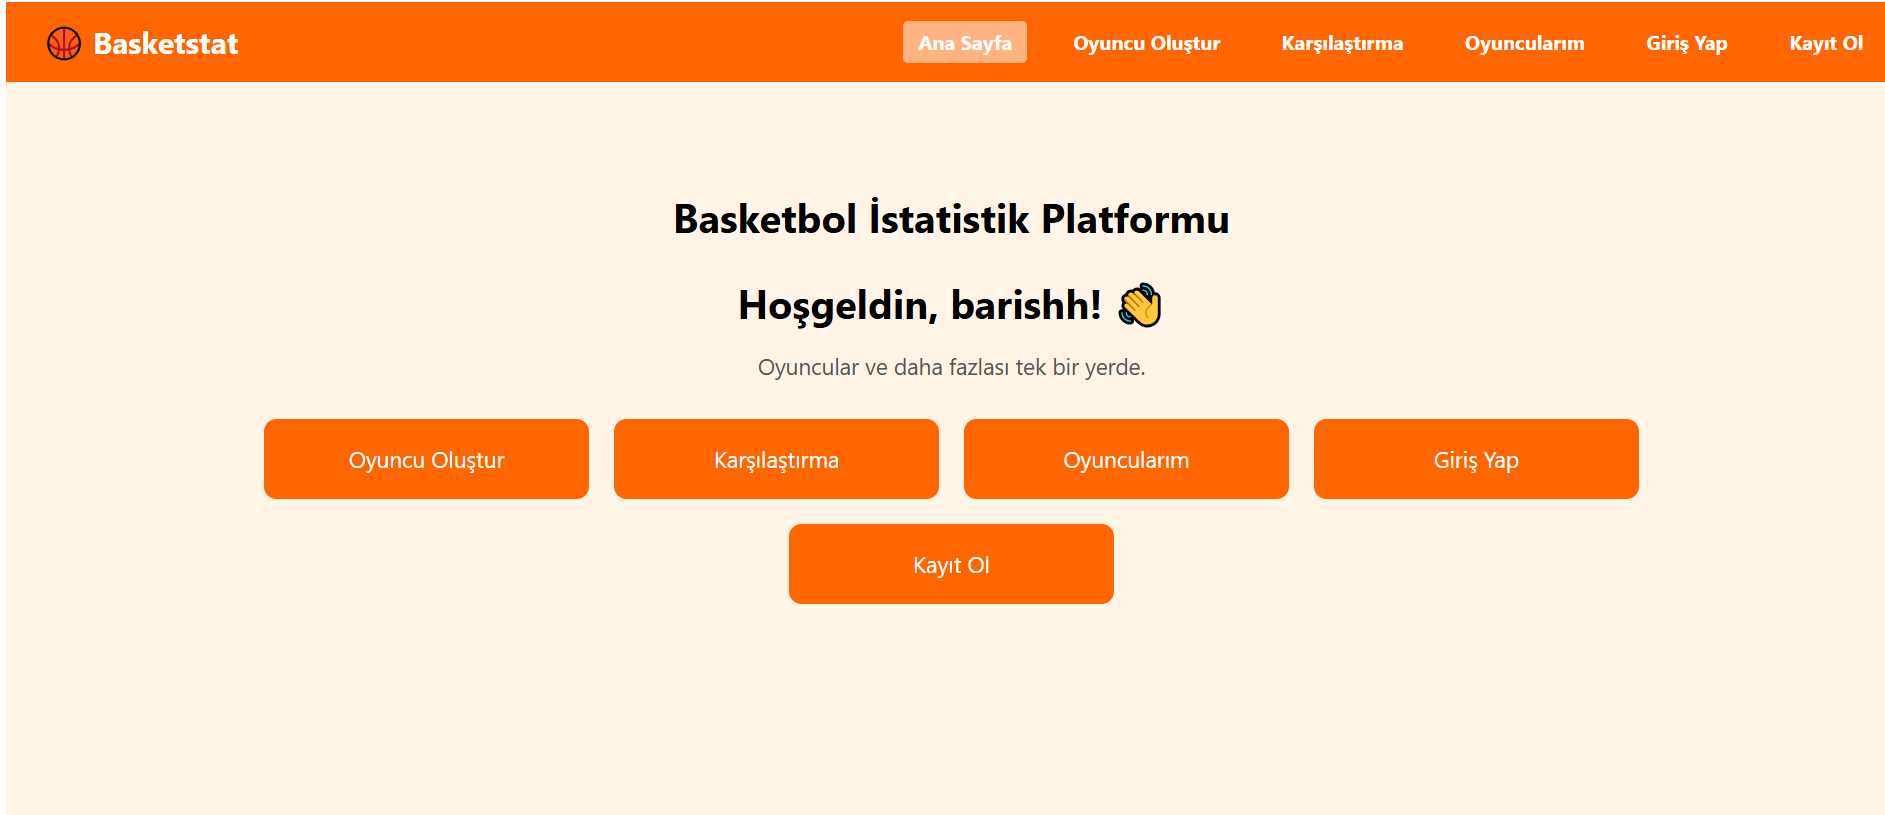 Basketstat
Ana Sayfa
Oyuncu Oluştur
Karşılaştırma
Oyuncularım
Giriş Yap
Kayıt Ol
Basketbol İstatistik Platformu
Hoşgeldin, barishh! 👋
Oyuncular ve daha fazlası tek bir yerde.
Oyuncu Oluştur
Karşılaştırma
Oyuncularım
Giriş Yap
Kayıt Ol